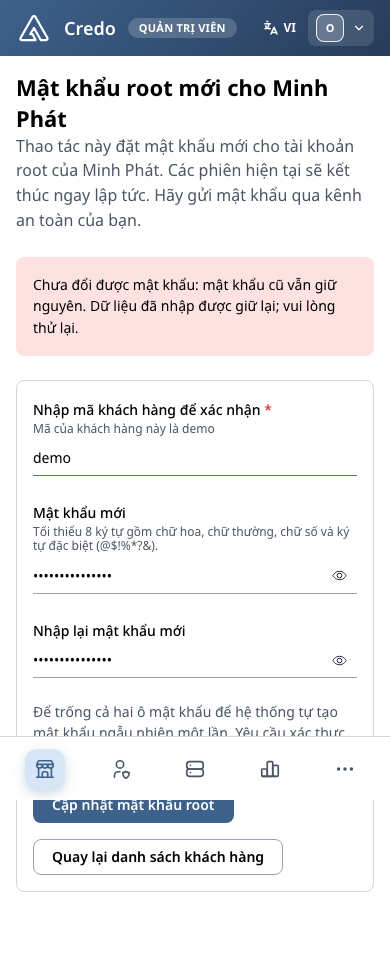 Credo
QUẢN TRỊ VIÊN
VI
O
Mật khẩu root mới cho Minh
Phát
Thao tác này đặt mật khẩu mới cho tài khoản
root của Minh Phát. Các phiên hiện tại sẽ kết
thúc ngay lập tức. Hãy gửi mật khẩu qua kênh
an toàn của bạn.
Chưa đổi được mật khẩu: mật khẩu cũ vẫn giữ
nguyên. Dữ liệu đã nhập được giữ lại; vui lòng
thử lại.
Nhập mã khách hàng để xác nhận *
Mã của khách hàng này là demo
demo
Mật khẩu mới
Tối thiểu 8 ký tự gồm chữ hoa, chữ thường, chữ số và ký
tự đặc biệt (@$!%*?&).
•••••••••••••••
Nhập lại mật khẩu mới
•••••••••••••••
Để trống cả hai ô mật khẩu để hệ thống tự tạo
mật khẩu ngẫu nhiên một lần. Yêu cầu xác thực
Cập nhật mật khẩu root
Quay lại danh sách khách hàng